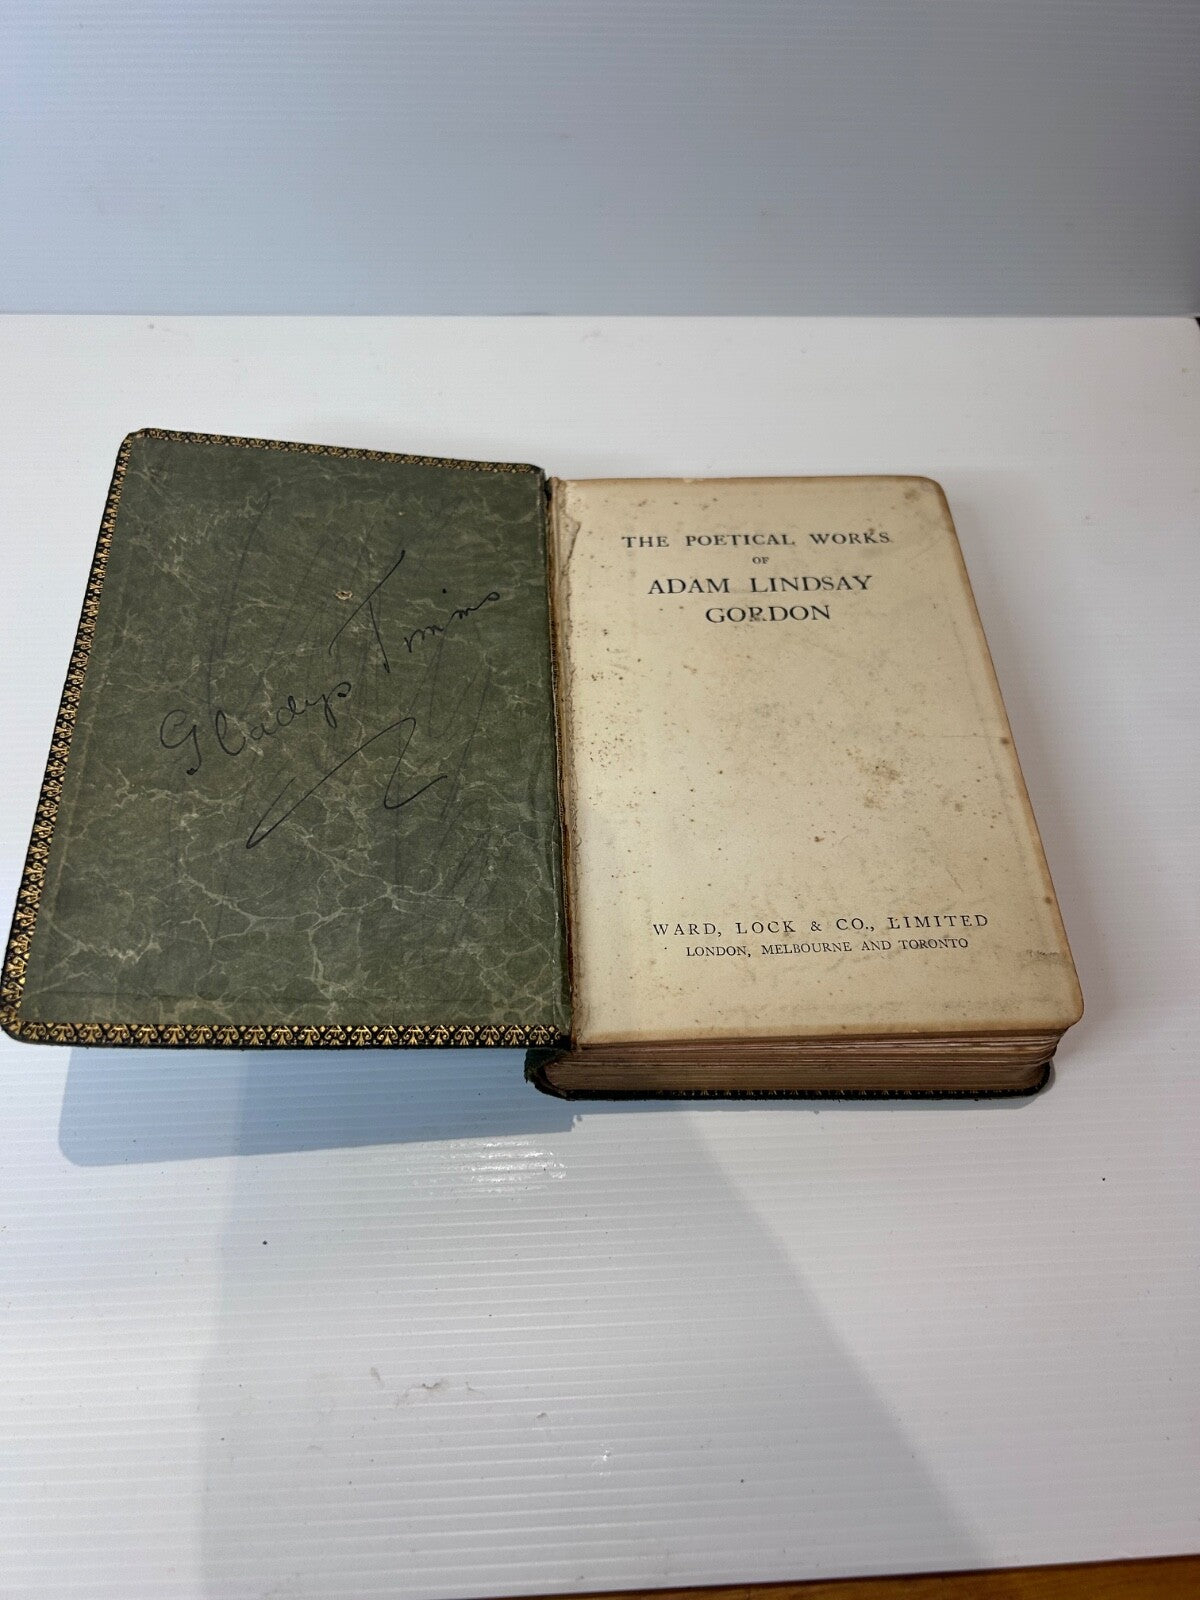 Gladys Timms
THE POETICAL WORKS
OF
ADAM LINDSAY
GORDON
WARD, LOCK & CO., LIMITED
LONDON, MELBOURNE AND TORONTO